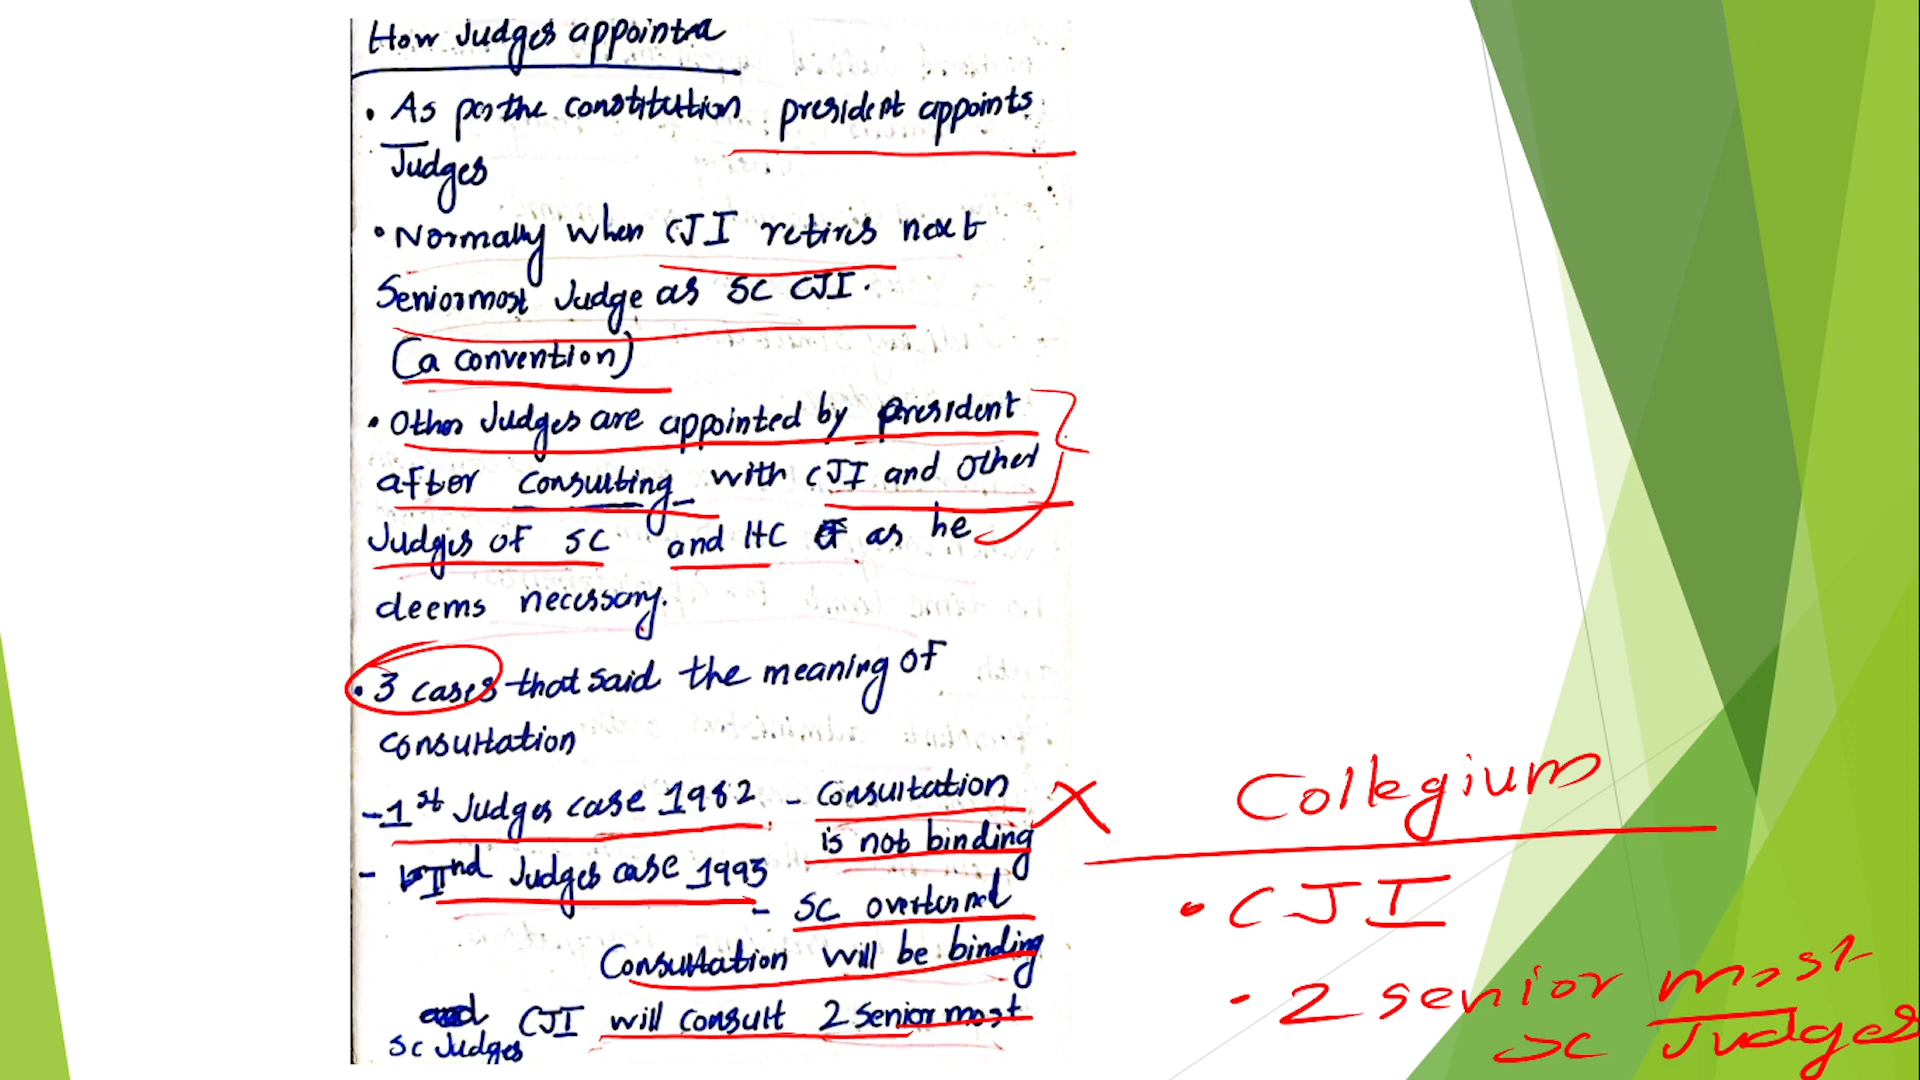 How Judges appointed
• As per the constitution president appoints
Judges
• Normally when CJI retires next
Seniormost Judge as SC CJI.
(a convention)
• Other Judges are appointed by president
after consulting with CJI and other
Judges of SC and HC as he
deems necessary.
• 3 cases that said the meaning of
consultation
- 1st Judges case 1982 - Consultation
is not binding X
- IInd Judges case 1993
- SC overturned
Consultation will be binding
and CJI will consult 2 senior most
SC Judges
Collegium
• CJI
• 2 senior most
SC Judges